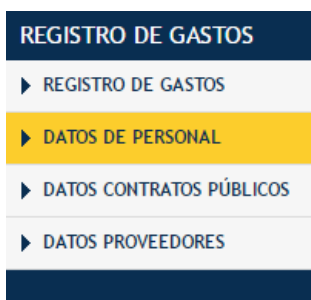 REGISTRO DE GASTOS
REGISTRO DE GASTOS
DATOS DE PERSONAL
DATOS CONTRATOS PÚBLICOS
DATOS PROVEEDORES